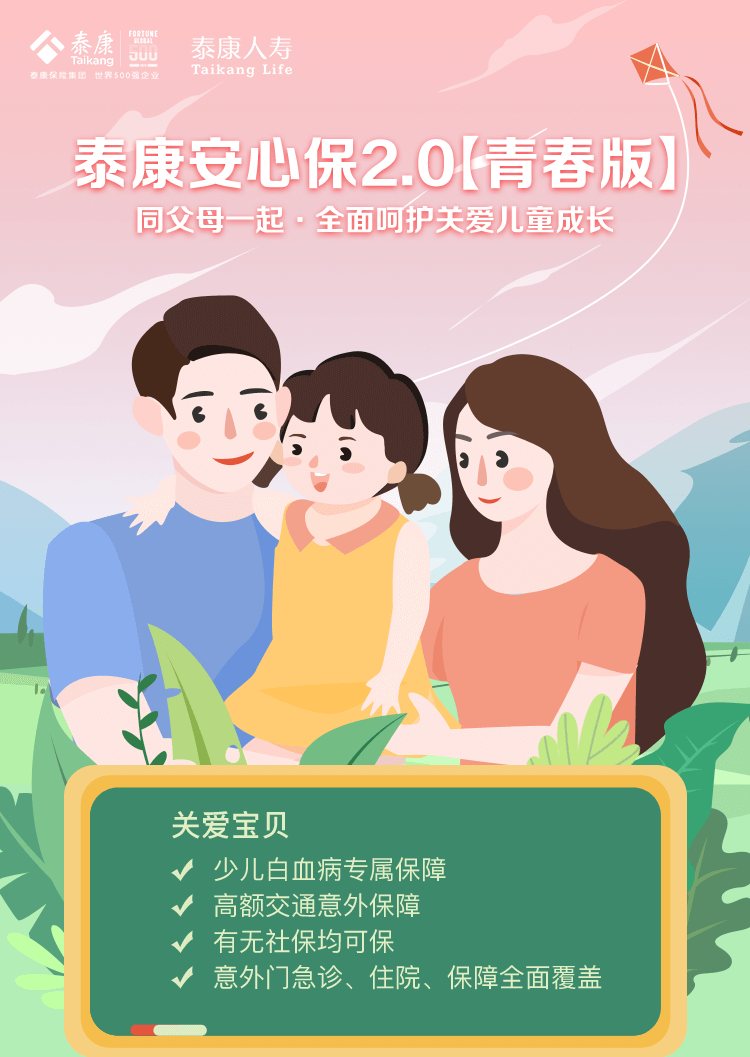 泰康
Taikang
FORTUNE
GLOBAL
500
泰康保险集团 世界500强企业
泰康人寿
Taikang Life
泰康安心保2.0【青春版】
同父母一起·全面呵护关爱儿童成长
关爱宝贝
少儿白血病专属保障
高额交通意外保障
有无社保均可保
意外门急诊、住院、保障全面覆盖